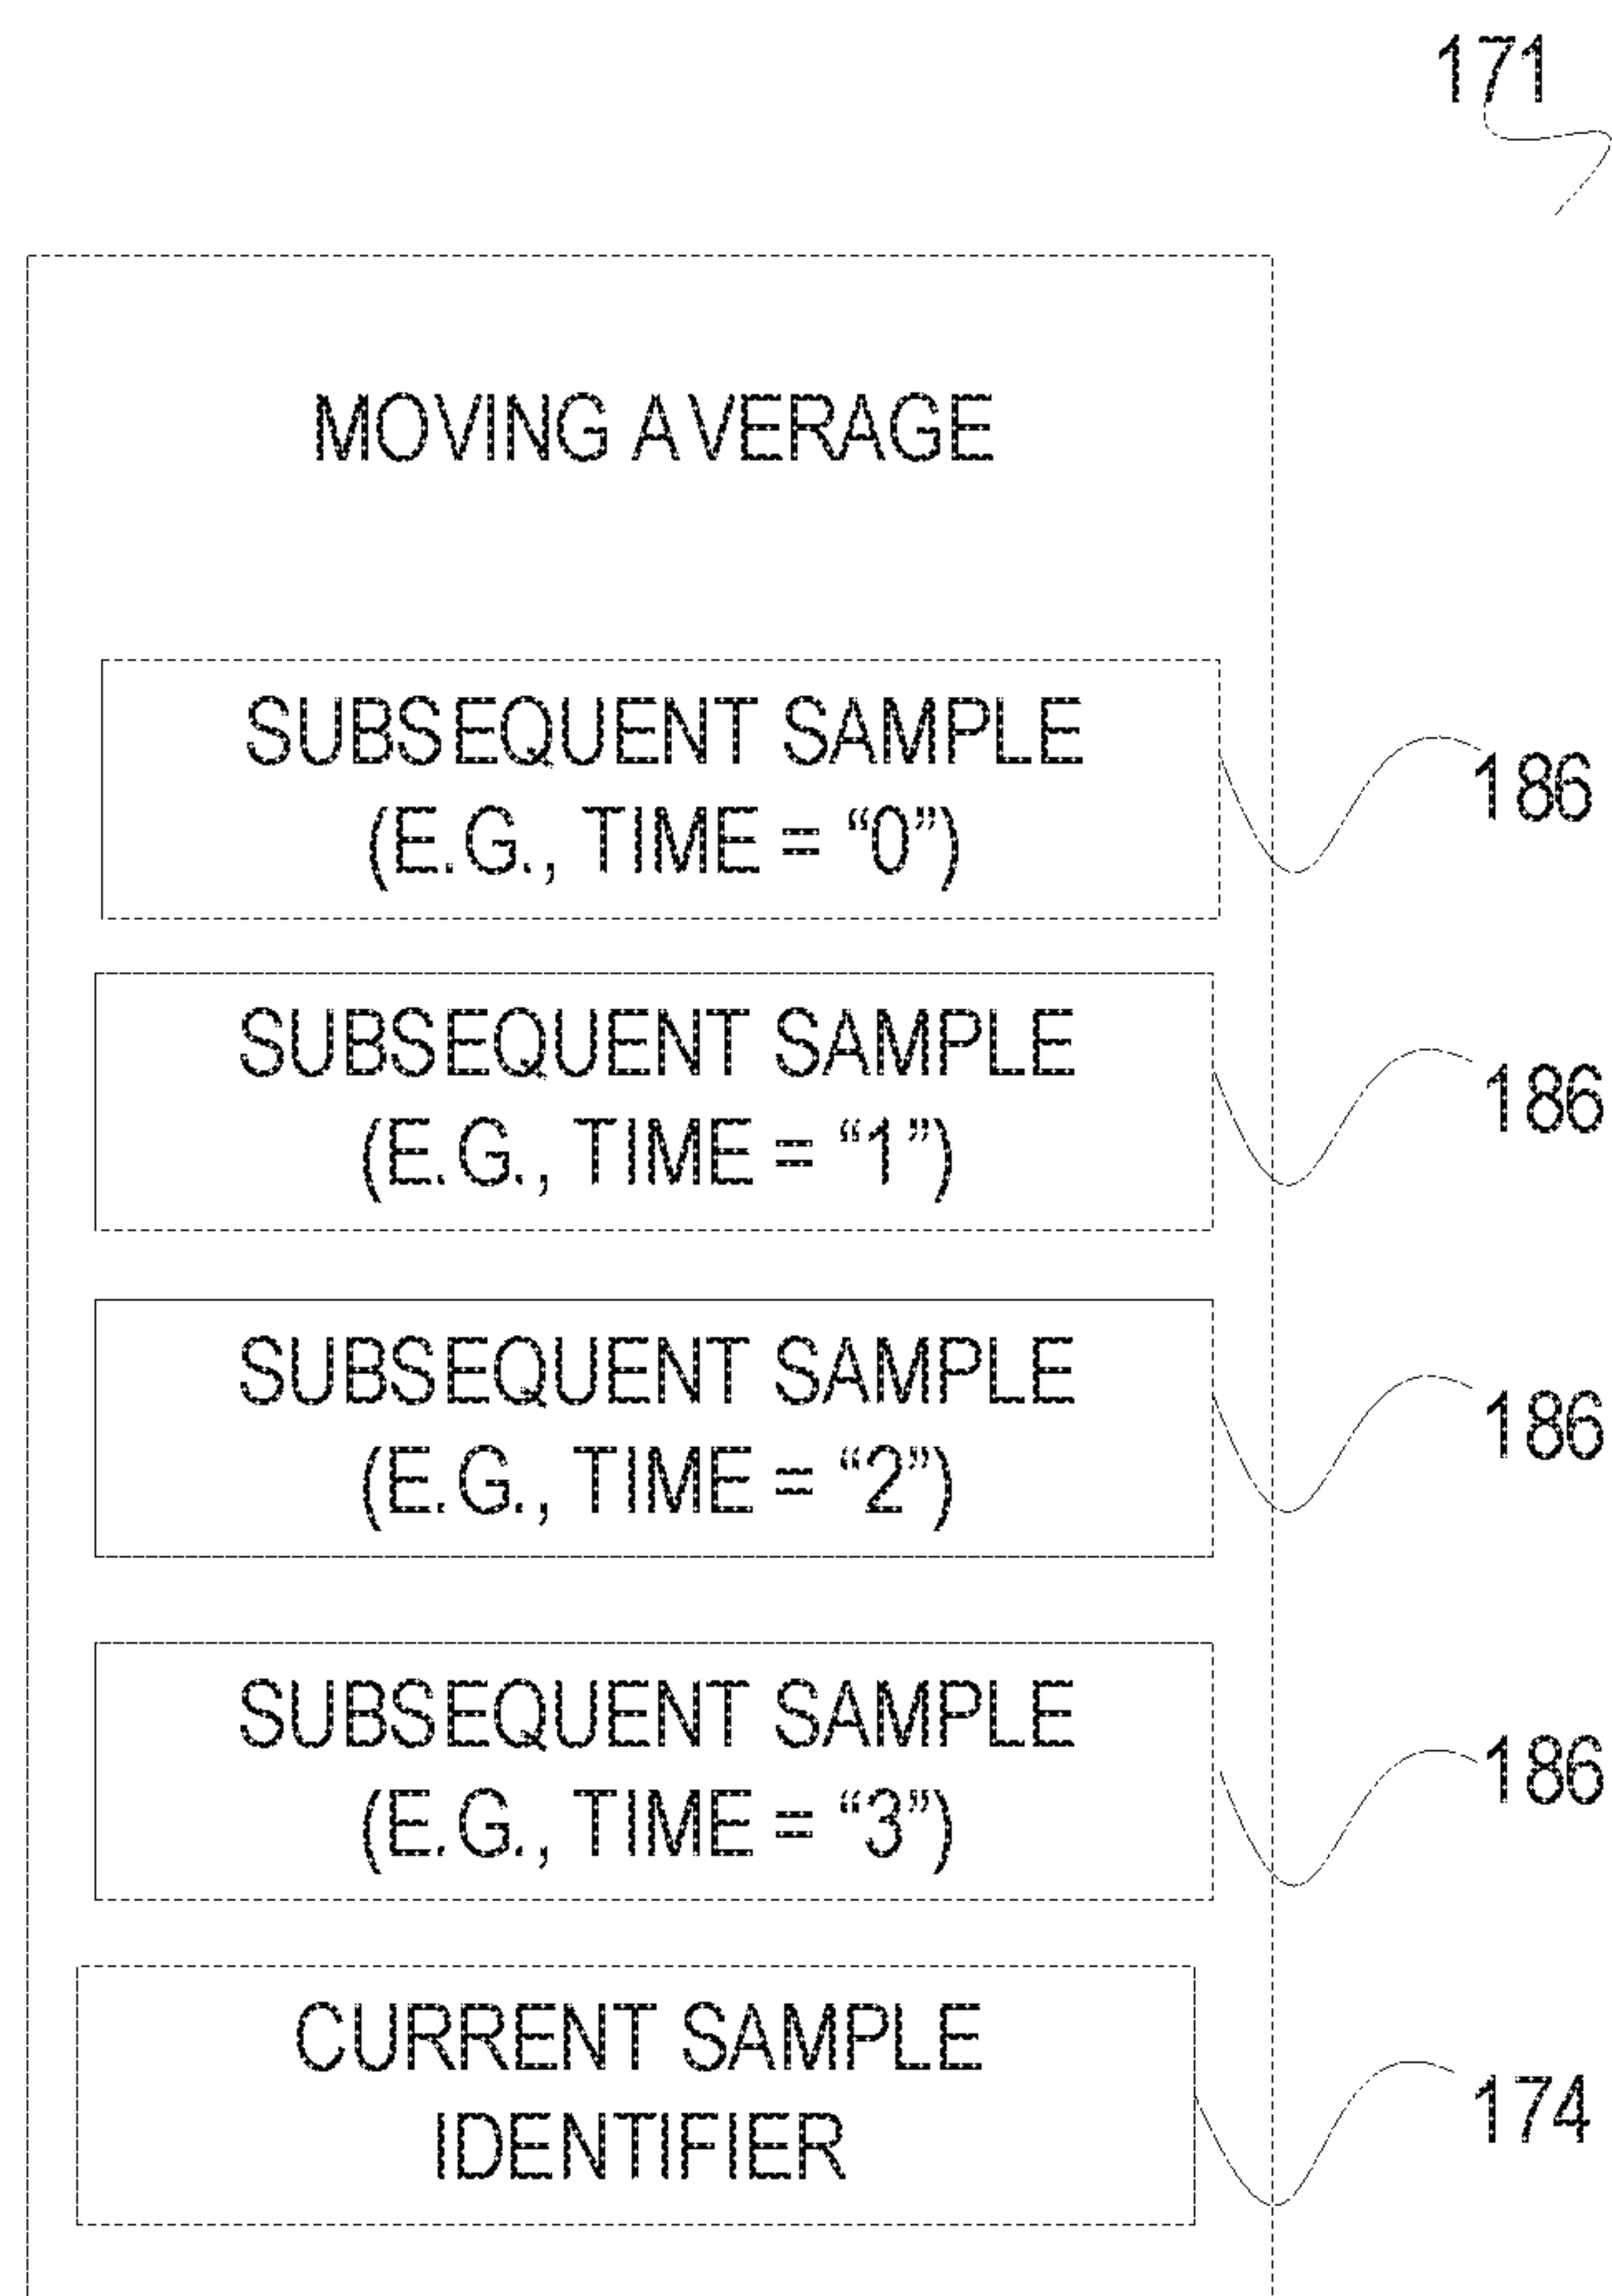 171
MOVING AVERAGE
SUBSEQUENT SAMPLE
(E.G., TIME = “0”)
186
SUBSEQUENT SAMPLE
(E.G., TIME = “1”)
186
SUBSEQUENT SAMPLE
(E.G., TIME = “2”)
186
SUBSEQUENT SAMPLE
(E.G., TIME = “3”)
186
CURRENT SAMPLE
IDENTIFIER
174